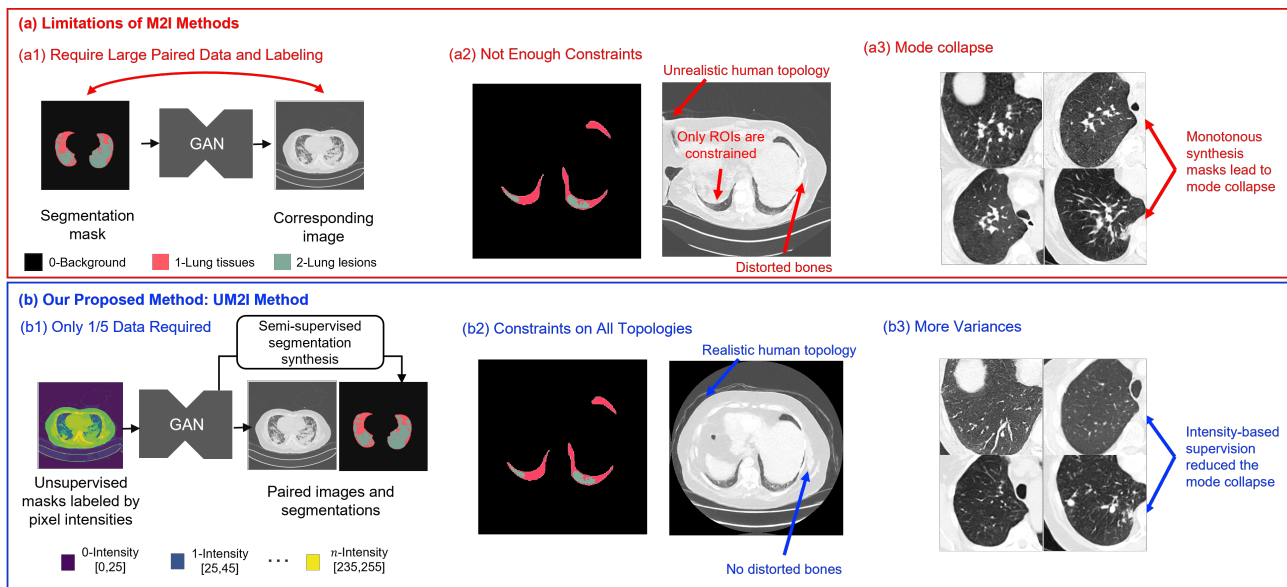 (a) Limitations of M2I Methods
(a1) Require Large Paired Data and Labeling
GAN
Segmentation
mask
Corresponding
image
0-Background
1-Lung tissues
2-Lung lesions
(a2) Not Enough Constraints
Unrealistic human topology
Only ROIs are
constrained
Distorted bones
(a3) Mode collapse
Monotonous
synthesis
masks lead to
mode collapse
(b) Our Proposed Method: UM2I Method
(b1) Only 1/5 Data Required
Semi-supervised
segmentation
synthesis
GAN
Unsupervised
masks labeled by
pixel intensities
Paired images and
segmentations
0-Intensity
[0,25]
1-Intensity
[25,45]
···
n-Intensity
[235,255]
(b2) Constraints on All Topologies
Realistic human topology
No distorted bones
(b3) More Variances
Intensity-based
supervision
reduced the
mode collapse